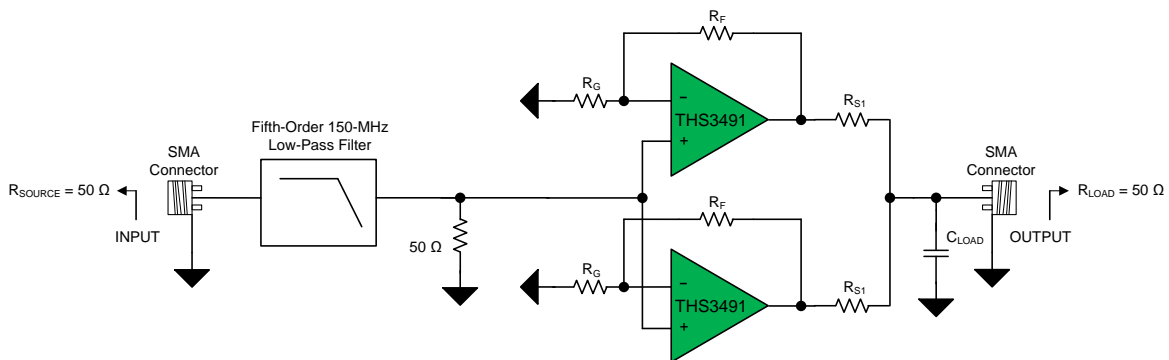 R_F
R_G
−
THS3491
+
R_S1
Fifth-Order 150-MHz
Low-Pass Filter
SMA
Connector
SMA
Connector
R_SOURCE = 50 Ω
INPUT
50 Ω
R_LOAD = 50 Ω
C_LOAD
OUTPUT
R_F
R_G
−
THS3491
+
R_S1